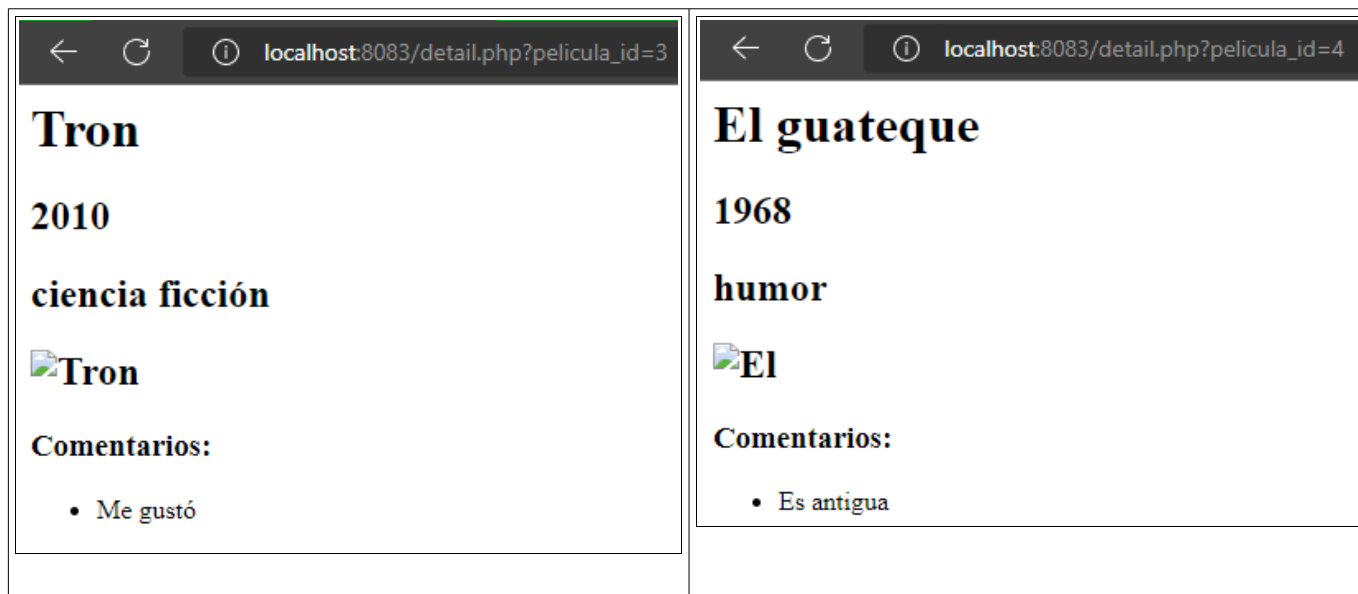 localhost:8083/detail.php?pelicula_id=3
Tron
2010
ciencia ficción
Tron
Comentarios:
• Me gustó
localhost:8083/detail.php?pelicula_id=4
El guateque
1968
humor
El
Comentarios:
• Es antigua